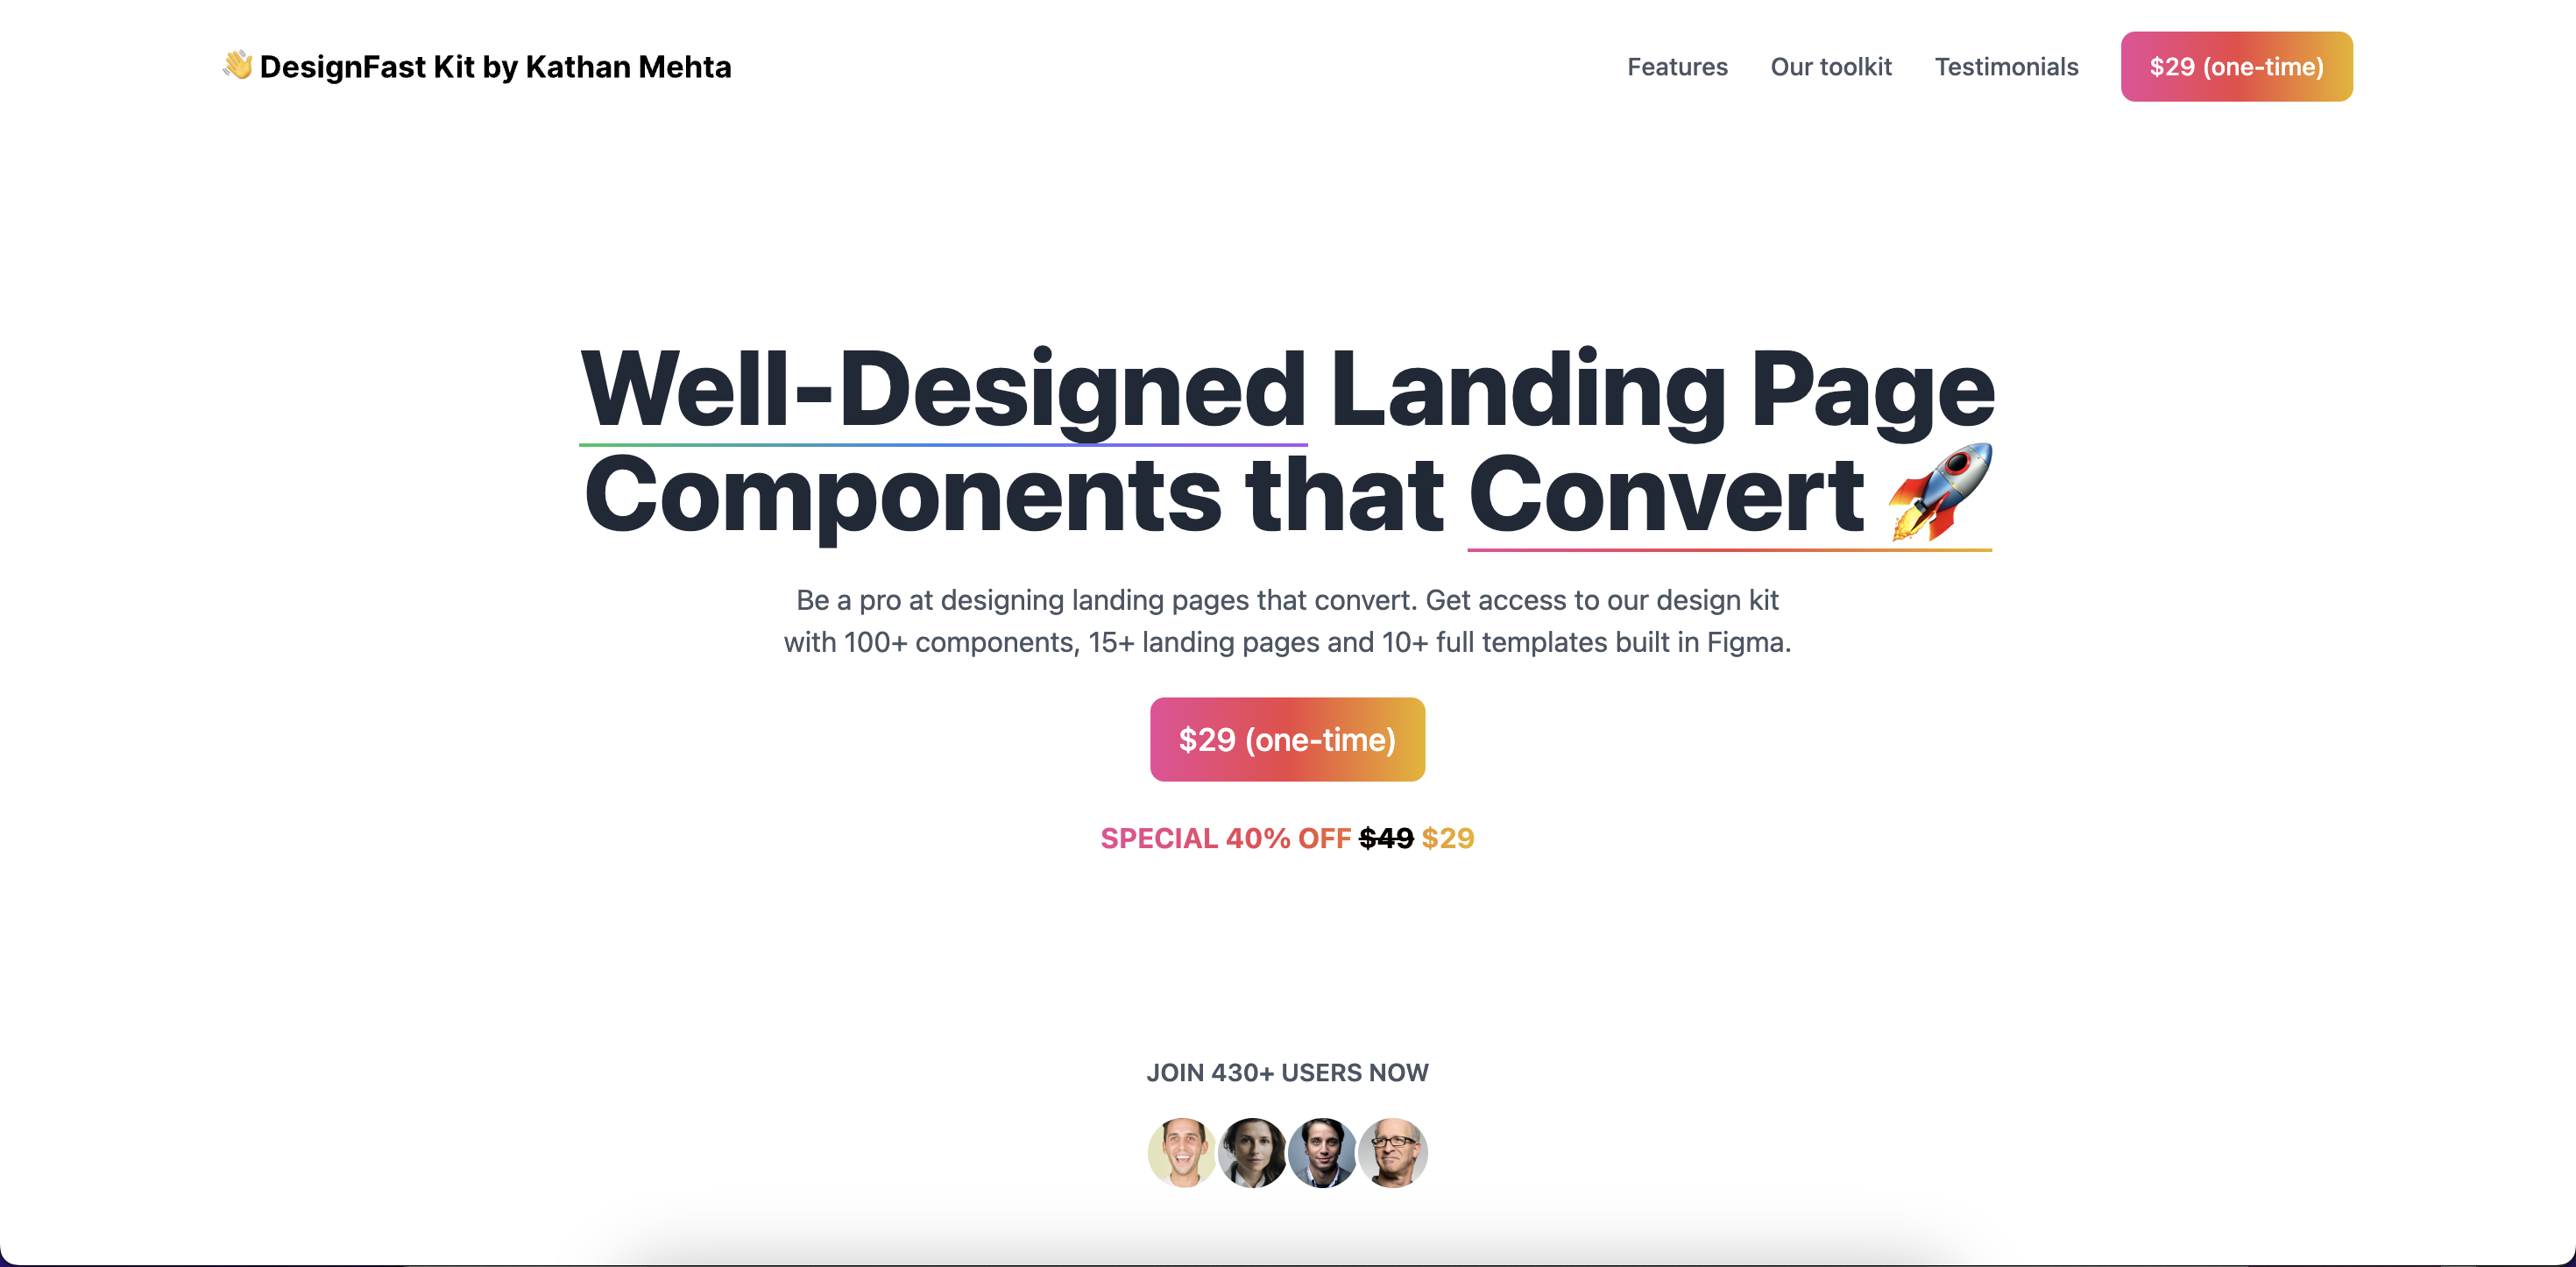 👋 DesignFast Kit by Kathan Mehta
Features
Our toolkit
Testimonials
$29 (one-time)
Well-Designed Landing Page
Components that Convert 🚀
Be a pro at designing landing pages that convert. Get access to our design kit
with 100+ components, 15+ landing pages and 10+ full templates built in Figma.
$29 (one-time)
SPECIAL 40% OFF $49 $29
JOIN 430+ USERS NOW